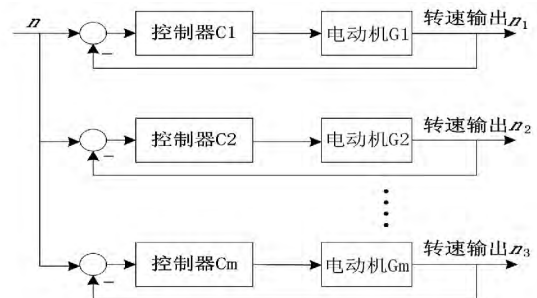 n
控制器C1
电动机G1
转速输出n₁
−
控制器C2
电动机G2
转速输出n₂
−
控制器Cm
电动机Gm
转速输出n₃
−